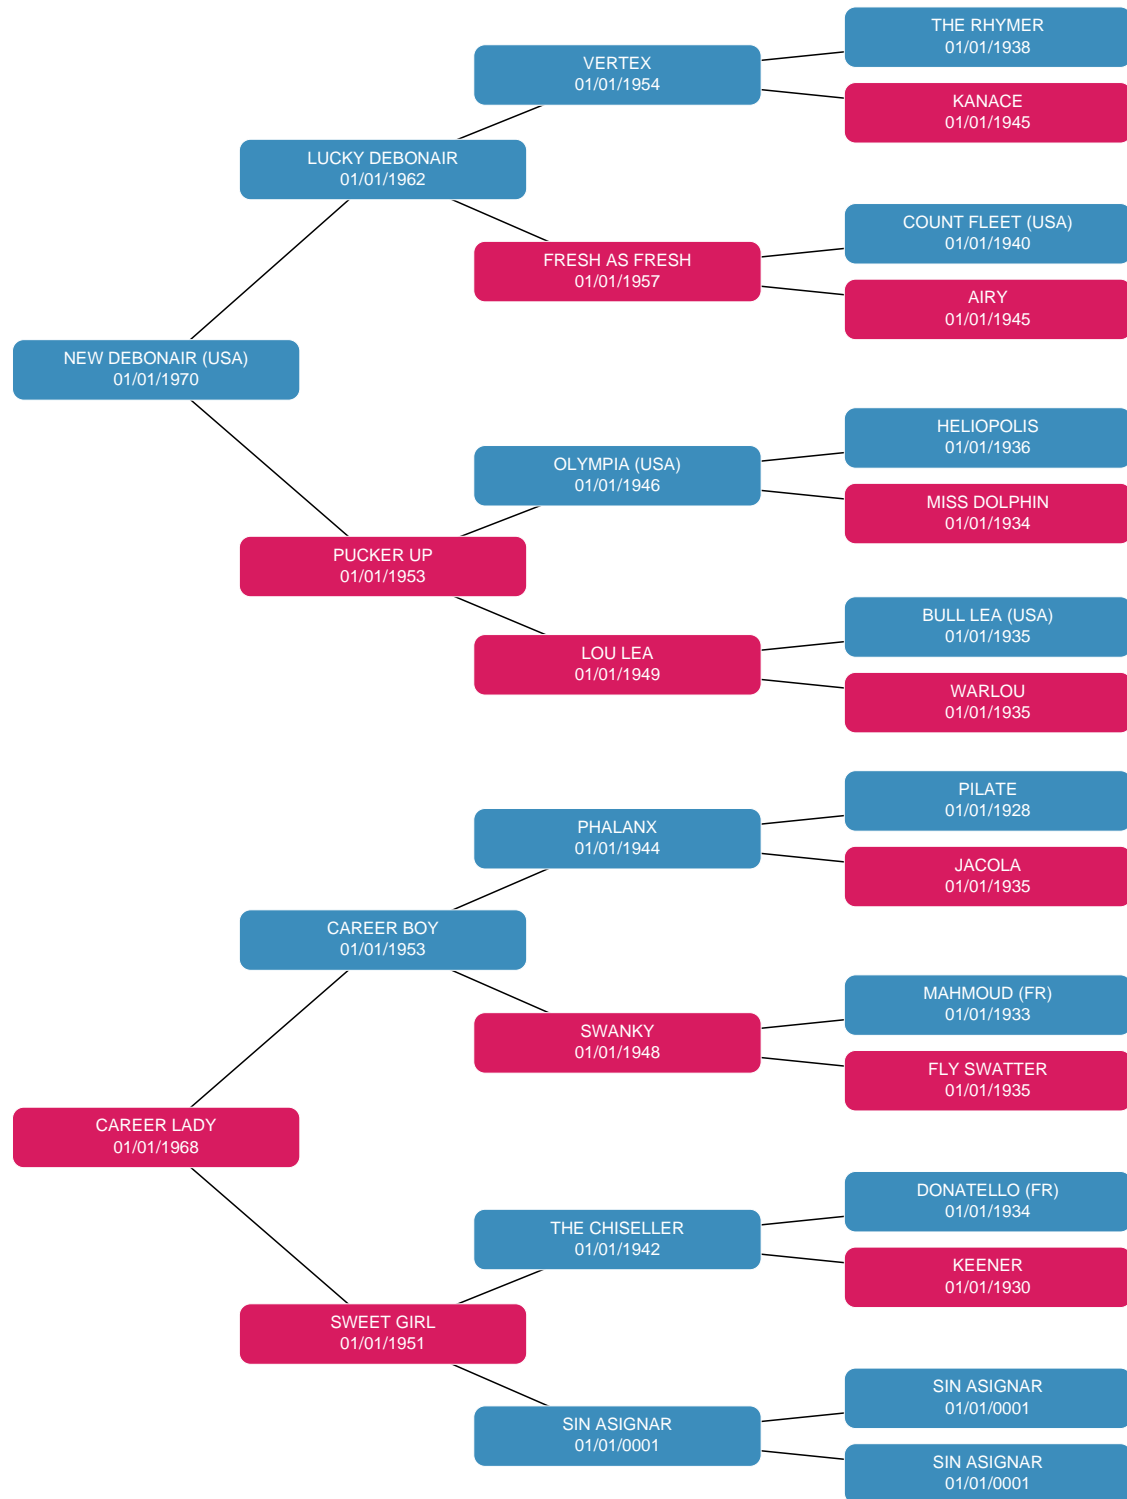 THE RHYMER
01/01/1938
VERTEX
01/01/1954
KANACE
01/01/1945
LUCKY DEBONAIR
01/01/1962
COUNT FLEET (USA)
01/01/1940
FRESH AS FRESH
01/01/1957
AIRY
01/01/1945
NEW DEBONAIR (USA)
01/01/1970
HELIOPOLIS
01/01/1936
OLYMPIA (USA)
01/01/1946
MISS DOLPHIN
01/01/1934
PUCKER UP
01/01/1953
BULL LEA (USA)
01/01/1935
LOU LEA
01/01/1949
WARLOU
01/01/1935
PILATE
01/01/1928
PHALANX
01/01/1944
JACOLA
01/01/1935
CAREER BOY
01/01/1953
MAHMOUD (FR)
01/01/1933
SWANKY
01/01/1948
FLY SWATTER
01/01/1935
CAREER LADY
01/01/1968
DONATELLO (FR)
01/01/1934
THE CHISELLER
01/01/1942
KEENER
01/01/1930
SWEET GIRL
01/01/1951
SIN ASIGNAR
01/01/0001
SIN ASIGNAR
01/01/0001
SIN ASIGNAR
01/01/0001